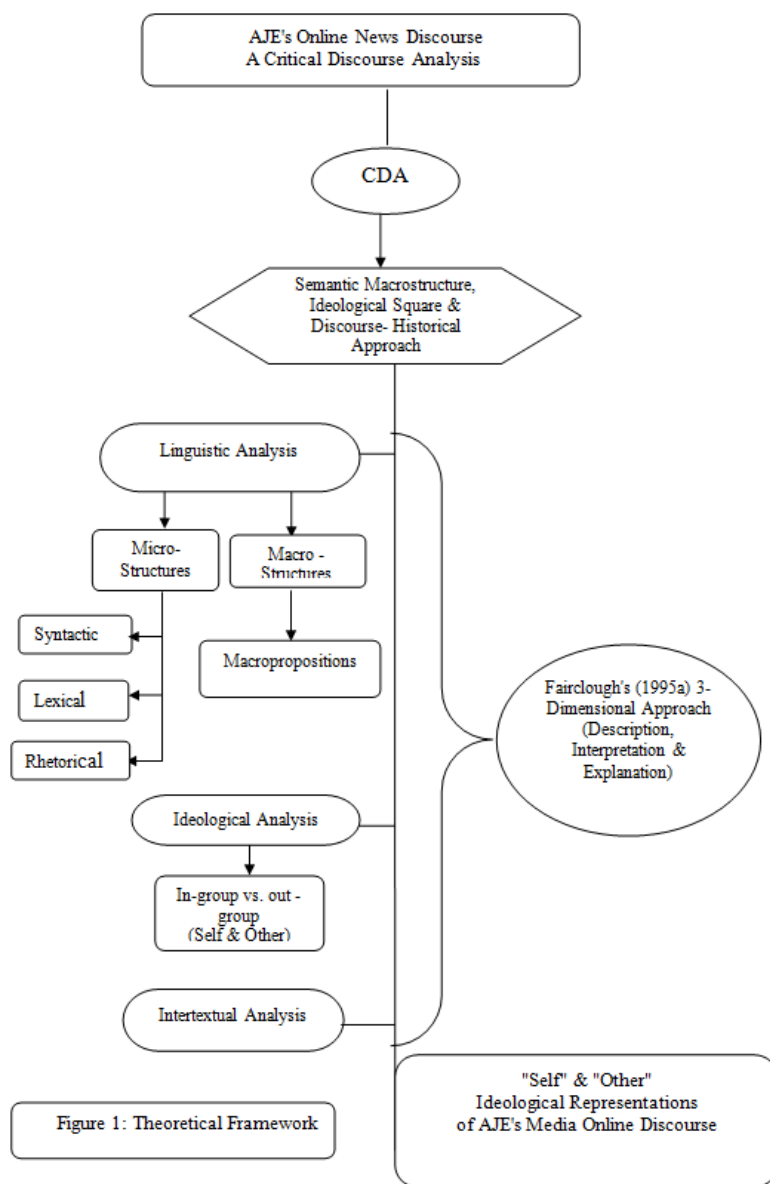 AJE's Online News Discourse
A Critical Discourse Analysis
CDA
Semantic Macrostructure,
Ideological Square &
Discourse- Historical
Approach
Linguistic Analysis
Micro-
Structures
Macro -
Structures
Syntactic
Lexical
Rhetorical
Macropropositions
Fairclough's (1995a) 3-
Dimensional Approach
(Description,
Interpretation &
Explanation)
Ideological Analysis
In-group vs. out -
group
(Self & Other)
Intertextual Analysis
"Self" & "Other"
Ideological Representations
of AJE's Media Online Discourse
Figure 1: Theoretical Framework